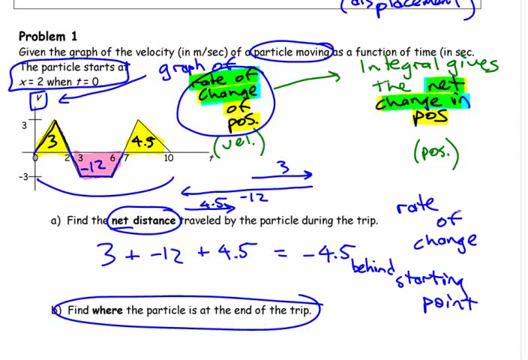 (displacement)
Problem 1
Given the graph of the velocity (in m/sec) of a particle moving as a function of time (in sec.
The particle starts at
x = 2 when t = 0
graph of
rate of
change
of
pos.
(vel.)
Integral gives
the net
change in
pos
(pos.)
v
3
3
4.5
0 2 3 6 7 10 t
-12
-3
3
-12
4.5
a) Find the net distance traveled by the particle during the trip.
3 + -12 + 4.5 = -4.5
behind
starting
point
rate
of
change
b) Find where the particle is at the end of the trip.